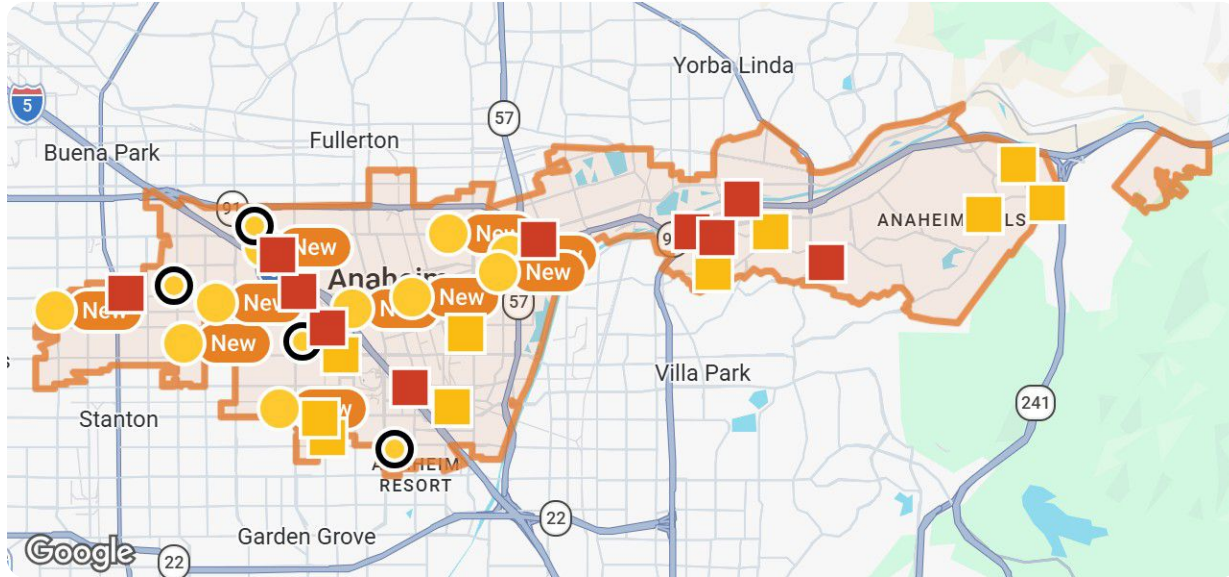 Yorba Linda
5
57
Fullerton
Buena Park
91
New
New
ANAHEIM
New
Anaheim
New
New
New
57
New
New
Villa Park
241
Stanton
RESORT
22
Garden Grove
Google
22